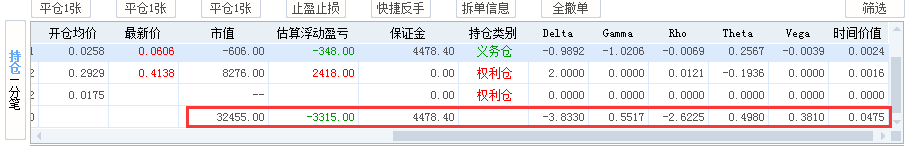 平仓1张 平仓1张 平仓1张 止盈止损 快捷反手 拆单信息 全撤单 筛选
持仓 分笔
开仓均价 最新价 市值 估算浮动盈亏 保证金 持仓类别 Delta Gamma Rho Theta Vega 时间价值
1 0.0258 0.0606 -606.00 -348.00 4478.40 义务仓 -0.9892 -1.0206 -0.0069 0.2567 -0.0039 0.0024
2 0.2929 0.4138 8276.00 2418.00 0.00 权利仓 2.0000 0.0000 0.0121 -0.1936 0.0000 0.0016
2 0.0175 -- 0.00 权利仓 0.0000 0.0000 0.0000 0.0000 0.0000 0.0000
0 32455.00 -3315.00 4478.40 -3.8330 0.5517 -2.6225 0.4980 0.3810 0.0475